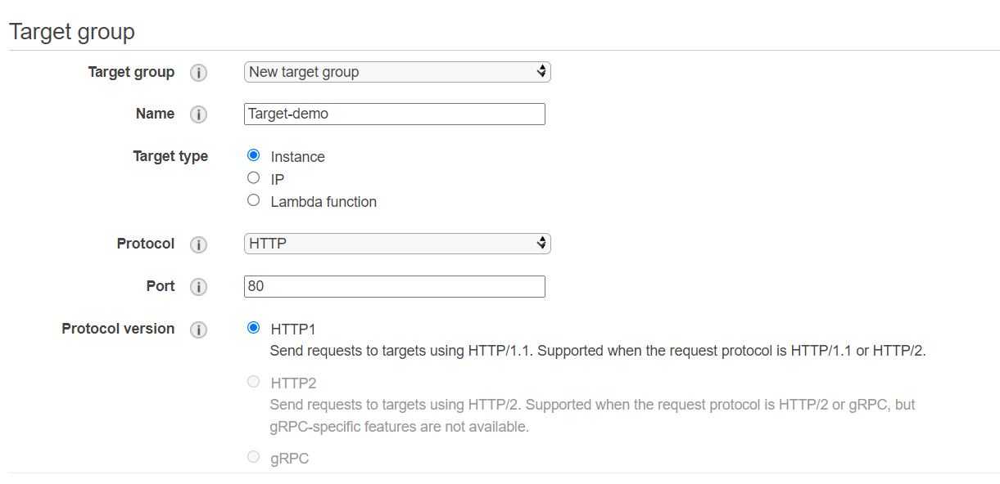 Target group
Target group i New target group
Name i Target-demo
Target type Instance
IP
Lambda function
Protocol i HTTP
Port i 80
Protocol version i HTTP1
Send requests to targets using HTTP/1.1. Supported when the request protocol is HTTP/1.1 or HTTP/2.
HTTP2
Send requests to targets using HTTP/2. Supported when the request protocol is HTTP/2 or gRPC, but
gRPC-specific features are not available.
gRPC